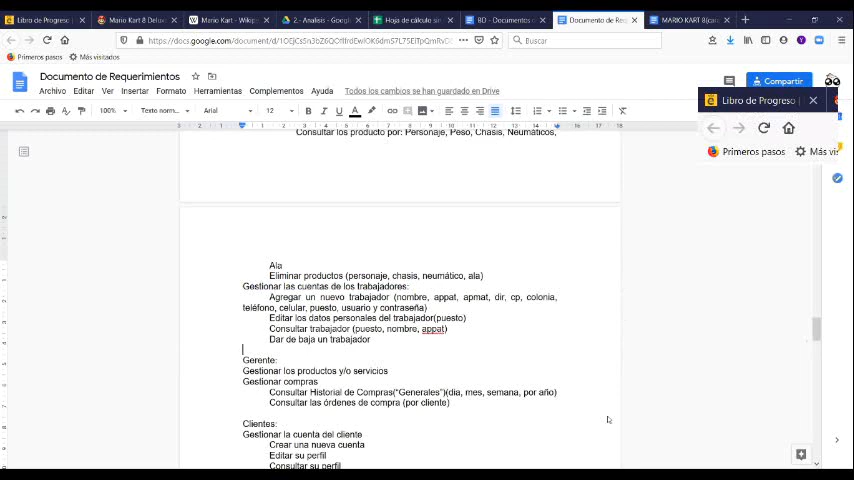 Libro de Progreso |
Mario Kart 8 Deluxe
Mario Kart - Wikipe
2.- Analisis - Google
Hoja de cálculo sin
BD - Documentos
Documento de Req
MARIO KART 8(car
Buscar
Primeros pasos
Más visitados
Documento de Requerimientos
Archivo Editar Ver Insertar Formato Herramientas Complementos Ayuda Todos los cambios se han guardado en Drive
Compartir
100% Texto norm... Arial 12
Libro de Progreso |
Primeros pasos Más vis
Consultar los producto por: Personaje, Peso, Chasis, Neumáticos,
Ala
Eliminar productos (personaje, chasis, neumático, ala)
Gestionar las cuentas de los trabajadores:
Agregar un nuevo trabajador (nombre, appat, apmat, dir, cp, colonia,
teléfono, celular, puesto, usuario y contraseña)
Editar los datos personales del trabajador(puesto)
Consultar trabajador (puesto, nombre, appat)
Dar de baja un trabajador
Gerente:
Gestionar los productos y/o servicios
Gestionar compras
Consultar Historial de Compras("Generales")(dia, mes, semana, por año)
Consultar las órdenes de compra (por cliente)
Clientes:
Gestionar la cuenta del cliente
Crear una nueva cuenta
Editar su perfil
Consultar su perfil